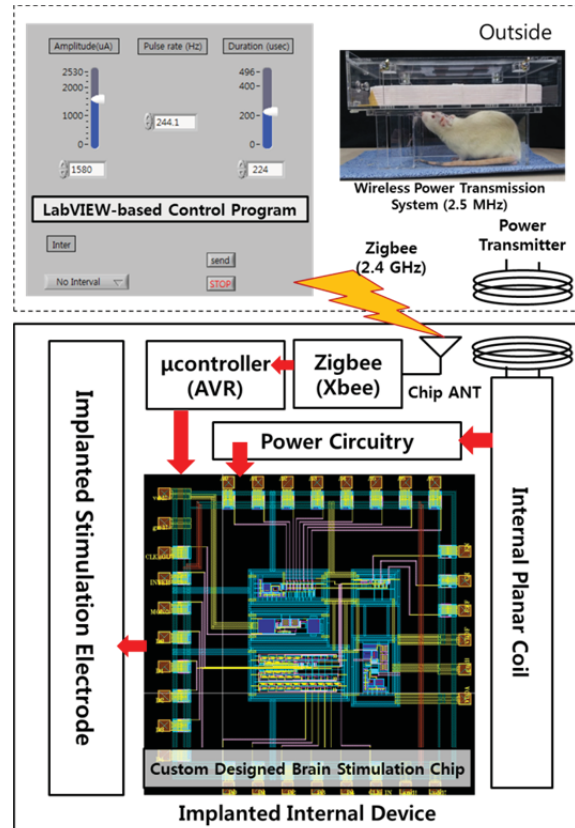 Outside
Amplitude(uA)
Pulse rate (Hz)
Duration (usec)
2530-
2000-
1000-
0-
1580
244.1
496-
400-
200-
0-
224
LabVIEW-based Control Program
Inter
No Interval
send
STOP
Wireless Power Transmission
System (2.5 MHz)
Power
Transmitter
Zigbee
(2.4 GHz)
μcontroller
(AVR)
Zigbee
(Xbee)
Chip ANT
Power Circuitry
Implanted Stimulation Electrode
Internal Planar Coil
Custom Designed Brain Stimulation Chip
Implanted Internal Device